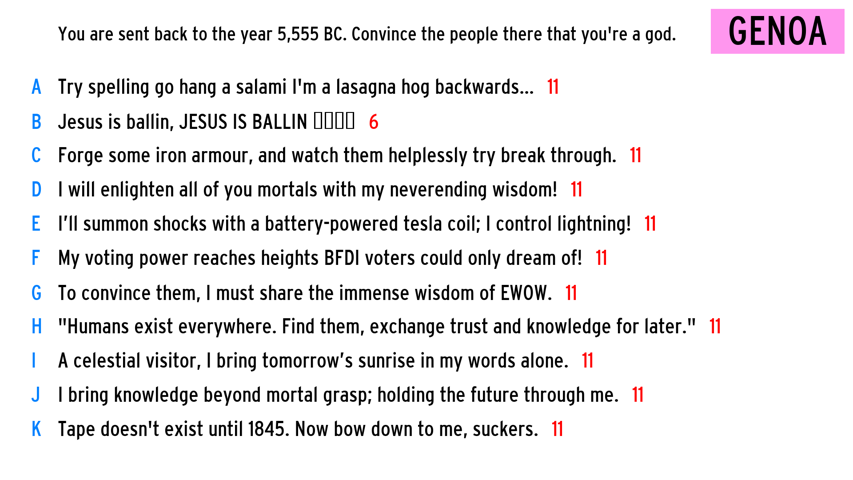 You are sent back to the year 5,555 BC. Convince the people there that you're a god.
GENOA
A Try spelling go hang a salami I'm a lasagna hog backwards... 11
B Jesus is ballin, JESUS IS BALLIN ▯▯▯▯ 6
C Forge some iron armour, and watch them helplessly try break through. 11
D I will enlighten all of you mortals with my neverending wisdom! 11
E I’ll summon shocks with a battery-powered tesla coil; I control lightning! 11
F My voting power reaches heights BFDI voters could only dream of! 11
G To convince them, I must share the immense wisdom of EWOW. 11
H "Humans exist everywhere. Find them, exchange trust and knowledge for later." 11
I A celestial visitor, I bring tomorrow’s sunrise in my words alone. 11
J I bring knowledge beyond mortal grasp; holding the future through me. 11
K Tape doesn't exist until 1845. Now bow down to me, suckers. 11